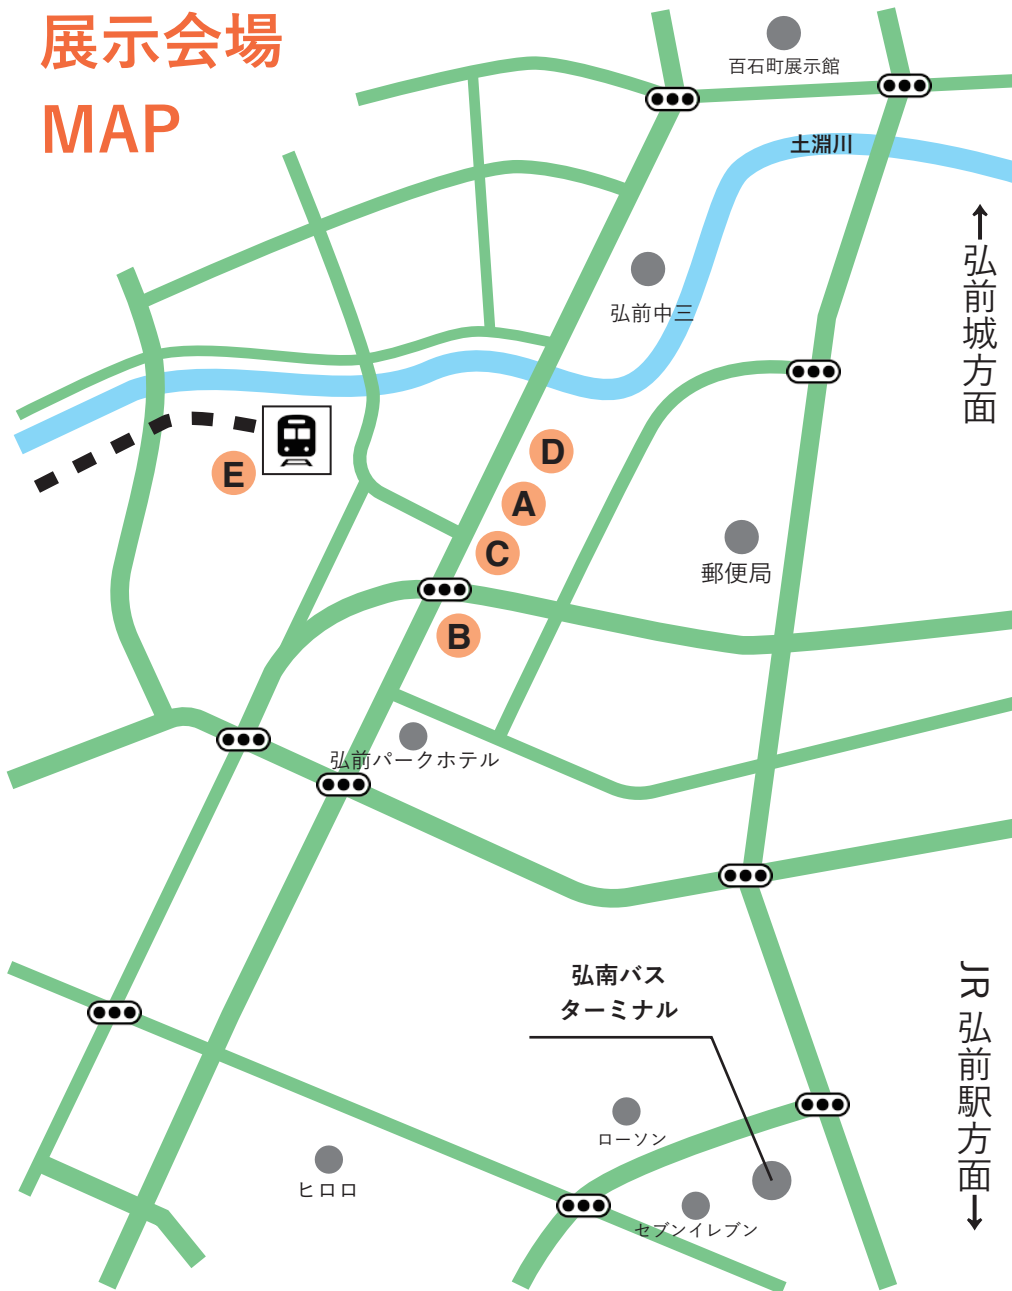 展示会場
MAP
百石町展示館
土淵川
弘前城方面
弘前中三
D
E
A
C
郵便局
B
弘前パークホテル
弘南バス
ターミナル
JR 弘前駅方面
ローソン
ヒロロ
セブンイレブン